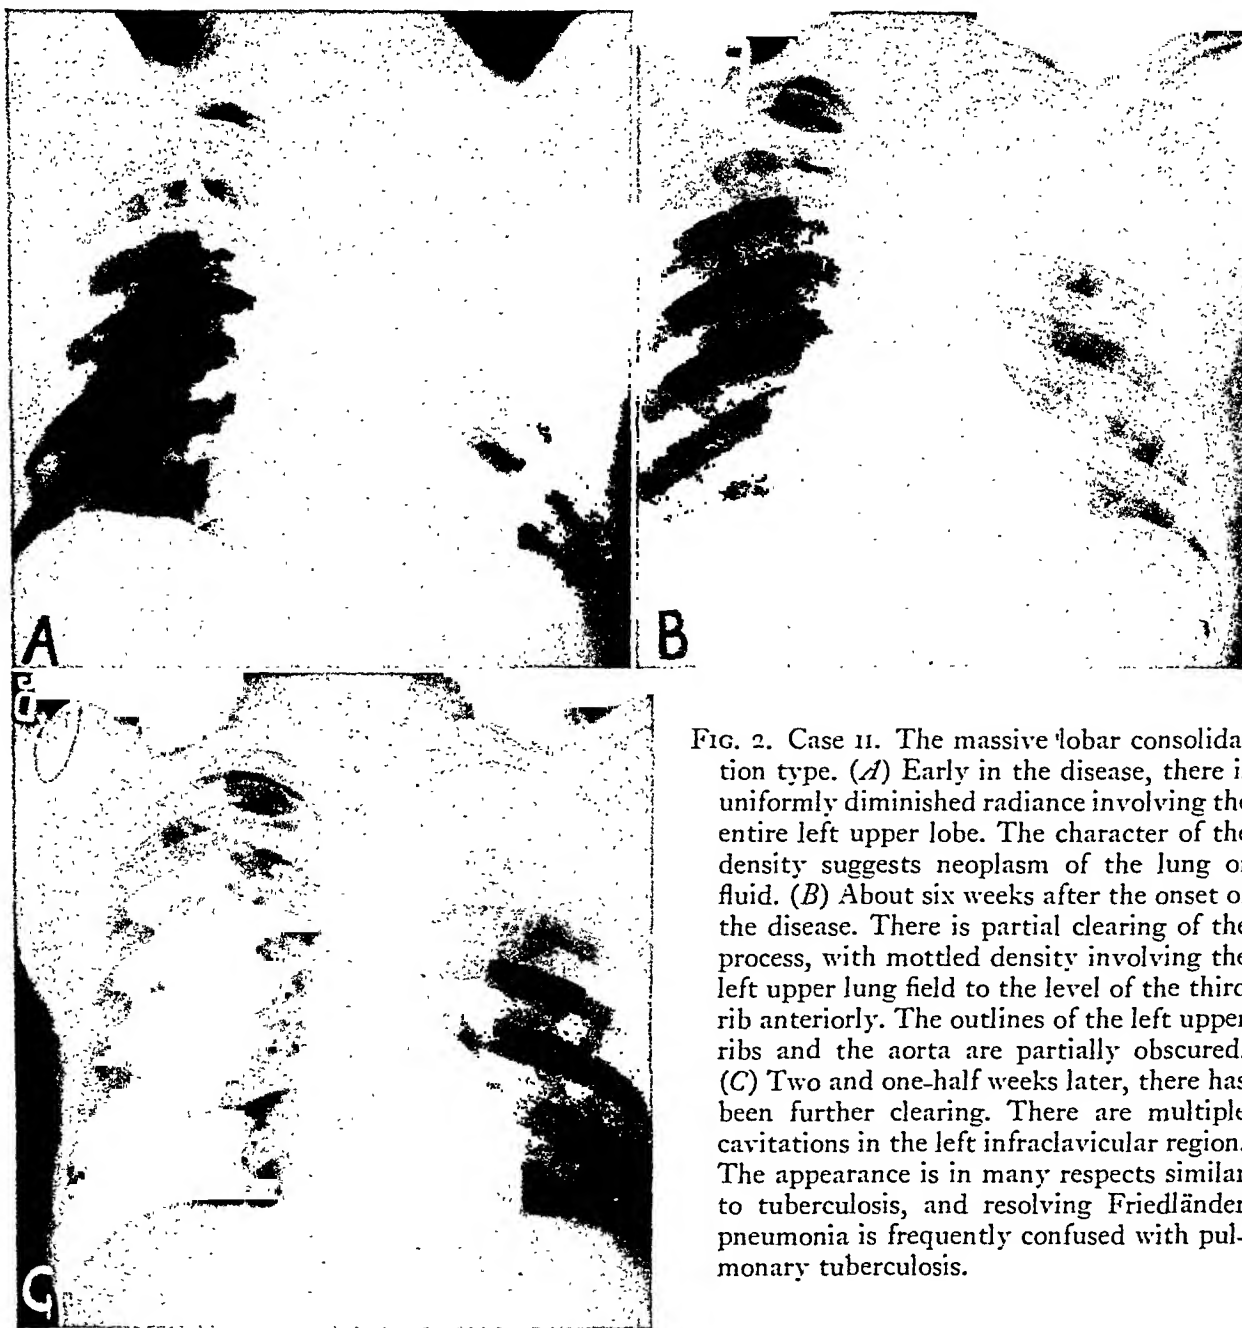 A
B
C
FIG. 2. Case II. The massive lobar consolida
tion type. (A) Early in the disease, there i
uniformly diminished radiance involving the
entire left upper lobe. The character of the
density suggests neoplasm of the lung o
fluid. (B) About six weeks after the onset o
the disease. There is partial clearing of the
process, with mottled density involving the
left upper lung field to the level of the third
rib anteriorly. The outlines of the left upper
ribs and the aorta are partially obscured.
(C) Two and one-half weeks later, there has
been further clearing. There are multiple
cavitations in the left infraclavicular region.
The appearance is in many respects similar
to tuberculosis, and resolving Friedländer
pneumonia is frequently confused with pul-
monary tuberculosis.